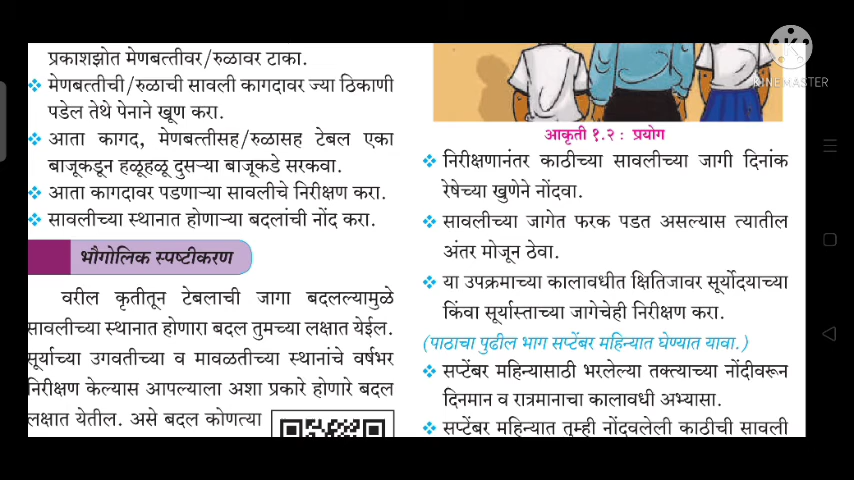 प्रकाशझोत मेणबत्तीवर/रुळावर टाका.
❖ मेणबत्तीची/रुळाची सावली कागदावर ज्या ठिकाणी
पडेल तेथे पेनाने खूण करा.
❖ आता कागद, मेणबत्तीसह/रुळासह टेबल एका
बाजूकडून हळूहळू दुसऱ्या बाजूकडे सरकवा.
❖ आता कागदावर पडणाऱ्या सावलीचे निरीक्षण करा.
❖ सावलीच्या स्थानात होणाऱ्या बदलांची नोंद करा.
भौगोलिक स्पष्टीकरण
वरील कृतीतून टेबलाची जागा बदलल्यामुळे
सावलीच्या स्थानात होणारा बदल तुमच्या लक्षात येईल.
सूर्याच्या उगवतीच्या व मावळतीच्या स्थानांचे वर्षभर
निरीक्षण केल्यास आपल्याला अशा प्रकारे होणारे बदल
लक्षात येतील. असे बदल कोणत्या
KINEMASTER
आकृती १.२ : प्रयोग
❖ निरीक्षणानंतर काठीच्या सावलीच्या जागी दिनांक
रेषेच्या खुणेने नोंदवा.
❖ सावलीच्या जागेत फरक पडत असल्यास त्यातील
अंतर मोजून ठेवा.
❖ या उपक्रमाच्या कालावधीत क्षितिजावर सूर्योदयाच्या
किंवा सूर्यास्ताच्या जागेचेही निरीक्षण करा.
(पाठाचा पुढील भाग सप्टेंबर महिन्यात घेण्यात यावा.)
❖ सप्टेंबर महिन्यासाठी भरलेल्या तक्त्याच्या नोंदीवरून
दिनमान व रात्रमानाचा कालावधी अभ्यासा.
❖ सप्टेंबर महिन्यात तुम्ही नोंदवलेली काठीची सावली